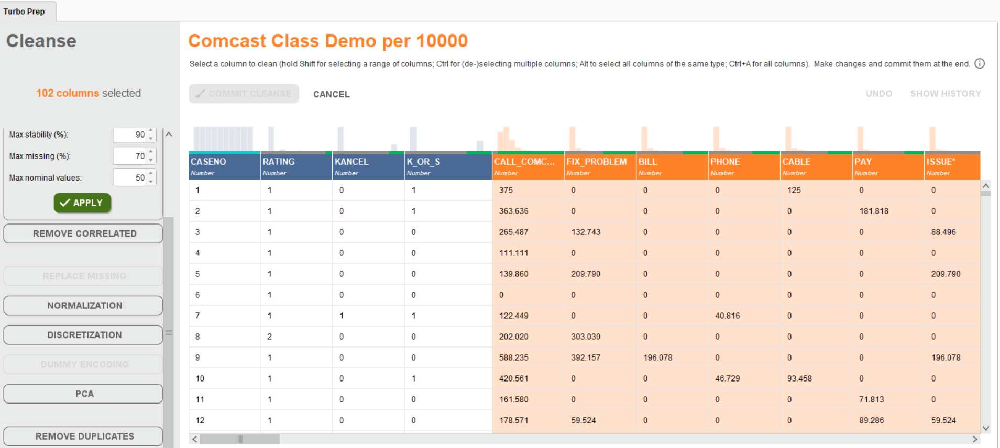 Turbo Prep
Cleanse
102 columns selected
Max stability (%): 90
Max missing (%): 70
Max nominal values: 50
APPLY
REMOVE CORRELATED
REPLACE MISSING
NORMALIZATION
DISCRETIZATION
DUMMY ENCODING
PCA
REMOVE DUPLICATES
Comcast Class Demo per 10000
Select a column to clean (hold Shift for selecting a range of columns; Ctrl for (de-)selecting multiple columns; Alt to select all columns of the same type; Ctrl+A for all columns). Make changes and commit them at the end.
COMMIT CLEANSE CANCEL UNDO SHOW HISTORY
CASENO RATING KANCEL K_OR_S CALL_COMC... FIX_PROBLEM BILL PHONE CABLE PAY ISSUE*
Number Number Number Number Number Number Number Number Number Number Number
1 1 0 1 375 0 0 0 125 0 0
2 1 0 1 363.636 0 0 0 0 181.818 0
3 1 0 0 265.487 132.743 0 0 0 0 88.496
4 1 0 0 111.111 0 0 0 0 0 0
5 1 0 0 139.860 209.790 0 0 0 0 209.790
6 1 0 0 0 0 0 0 0 0 0
7 1 1 1 122.449 0 0 40.816 0 0 0
8 2 0 0 202.020 303.030 0 0 0 0 0
9 1 0 0 588.235 392.157 196.078 0 0 0 196.078
10 1 0 1 420.561 0 0 46.729 93.458 0 0
11 1 0 0 161.580 0 0 0 0 71.813 0
12 1 0 0 178.571 59.524 0 0 0 89.286 59.524